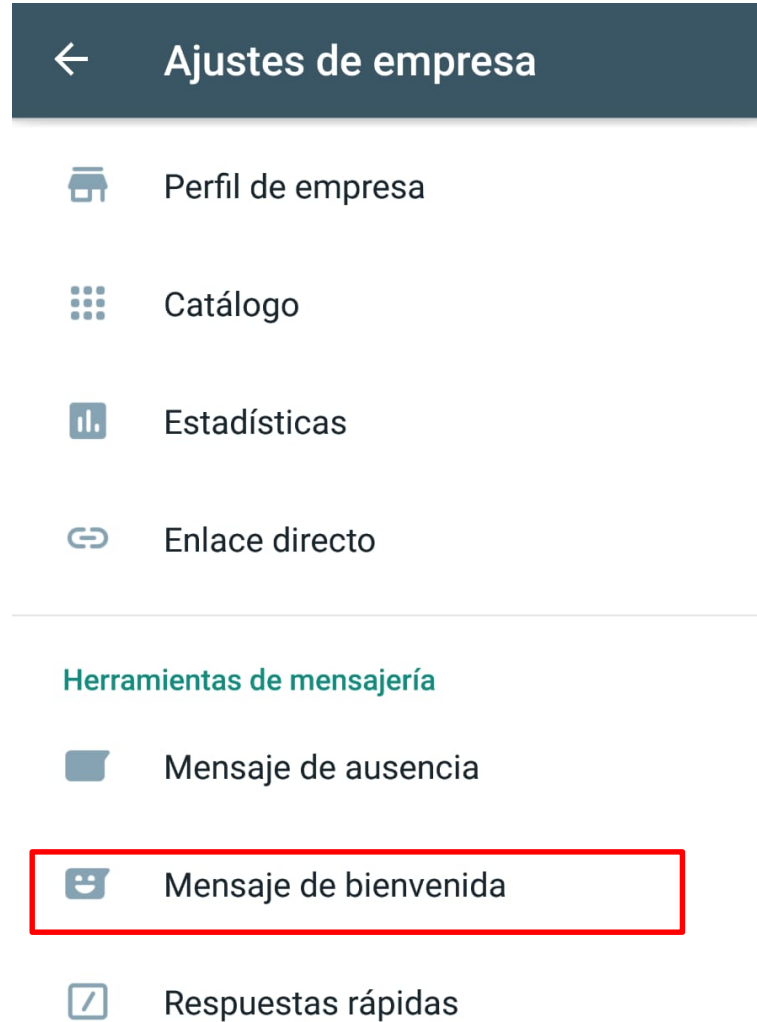 Ajustes de empresa
Perfil de empresa
Catálogo
Estadísticas
Enlace directo
Herramientas de mensajería
Mensaje de ausencia
Mensaje de bienvenida
Respuestas rápidas